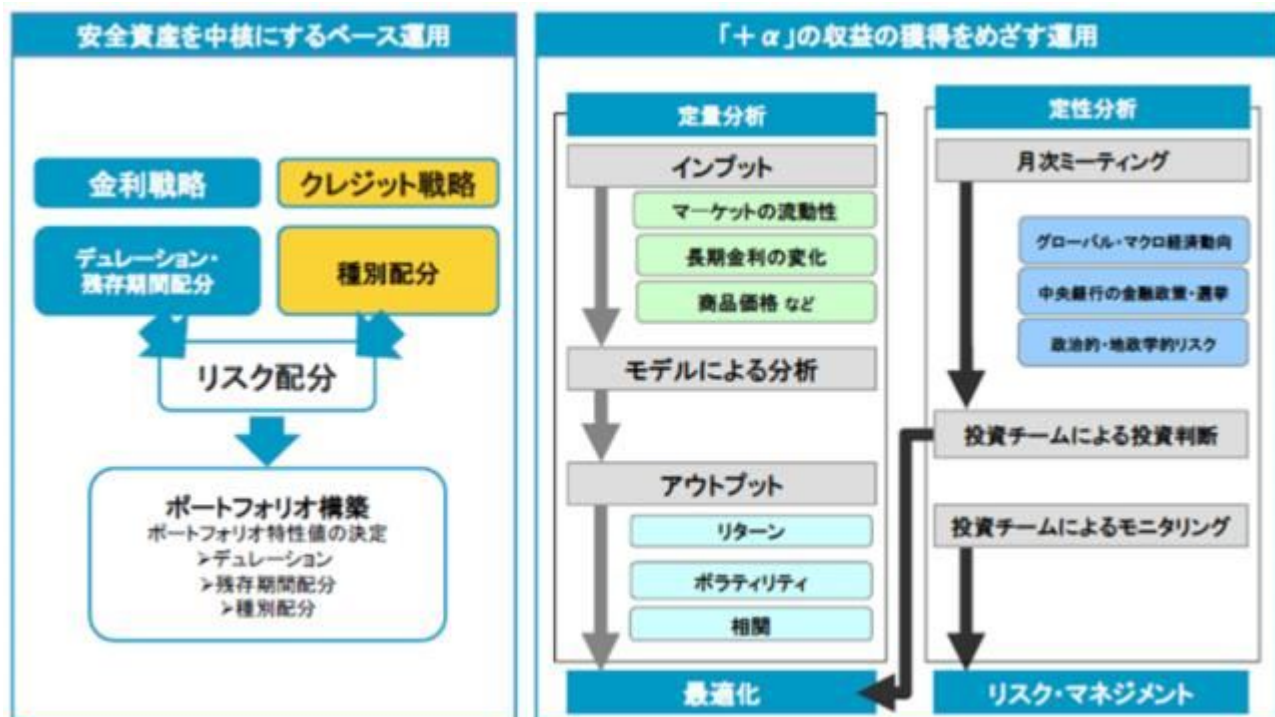 安全資産を中核にするベース運用
金利戦略
クレジット戦略
デュレーション・
残存期間配分
種別配分
リスク配分
ポートフォリオ構築
ポートフォリオ特性値の決定
➢デュレーション
➢残存期間配分
➢種別配分
「+α」の収益の獲得をめざす運用
定量分析
インプット
マーケットの流動性
長期金利の変化
商品価格 など
モデルによる分析
アウトプット
リターン
ボラティリティ
相関
最適化
定性分析
月次ミーティング
グローバル・マクロ経済動向
中央銀行の金融政策・選挙
政治的・地政学的リスク
投資チームによる投資判断
投資チームによるモニタリング
リスク・マネジメント